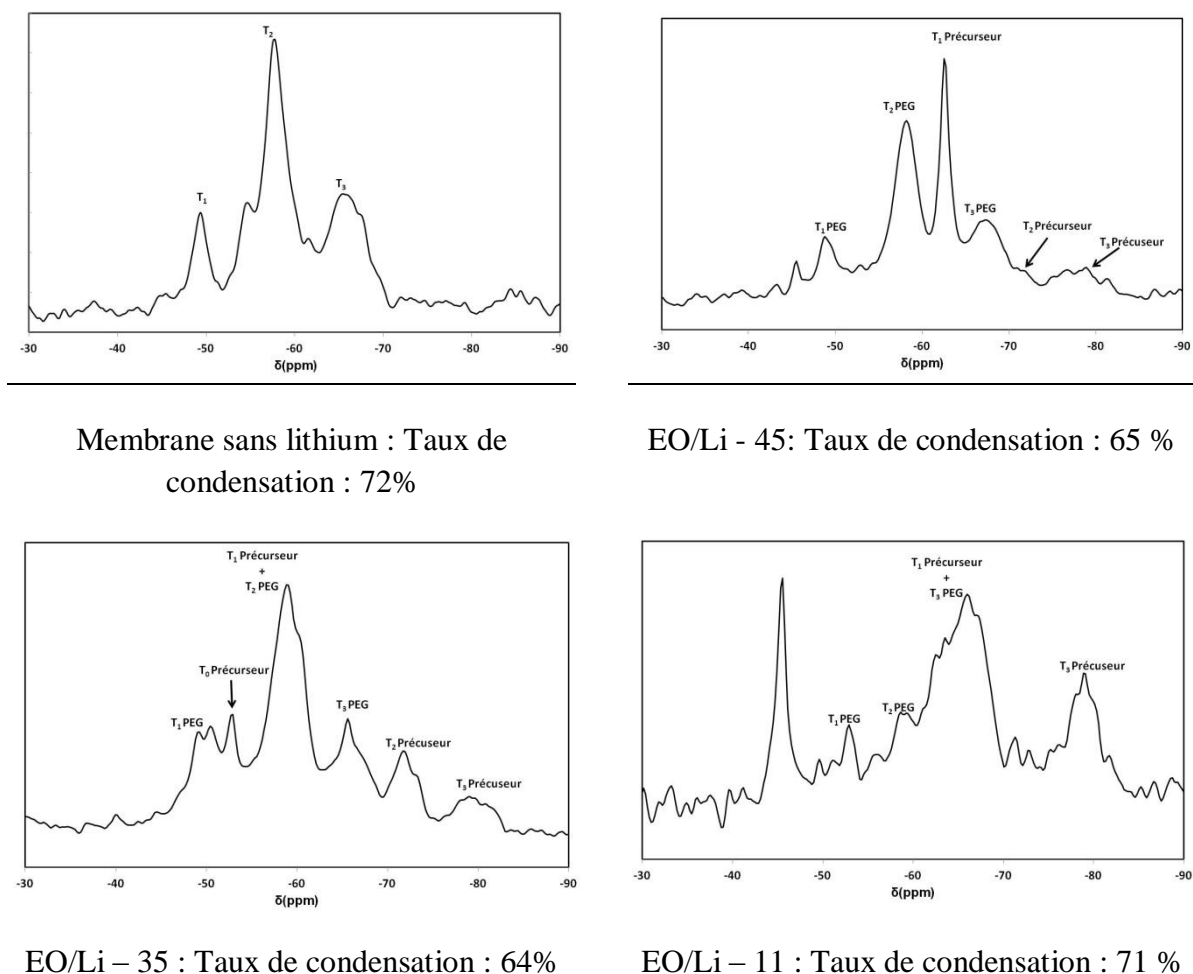 T₂
T₁
T₃
-30 -40 -50 -60 -70 -80 -90
δ(ppm)
Membrane sans lithium : Taux de
condensation : 72%
T₁ Précurseur
T₂ PEG
T₁ PEG
T₃ PEG
T₂ Précurseur
T₃ Précuseur
-30 -40 -50 -60 -70 -80 -90
δ(ppm)
EO/Li - 45: Taux de condensation : 65 %
T₁ Précurseur
+
T₂ PEG
T₀ Précurseur
T₁ PEG
T₃ PEG
T₂ Précuseur
T₃ Précuseur
-30 -40 -50 -60 -70 -80 -90
δ(ppm)
EO/Li – 35 : Taux de condensation : 64%
T₁ Précurseur
+
T₃ PEG
T₁ PEG
T₂ PEG
T₃ Précuseur
-30 -40 -50 -60 -70 -80 -90
δ(ppm)
EO/Li – 11 : Taux de condensation : 71 %